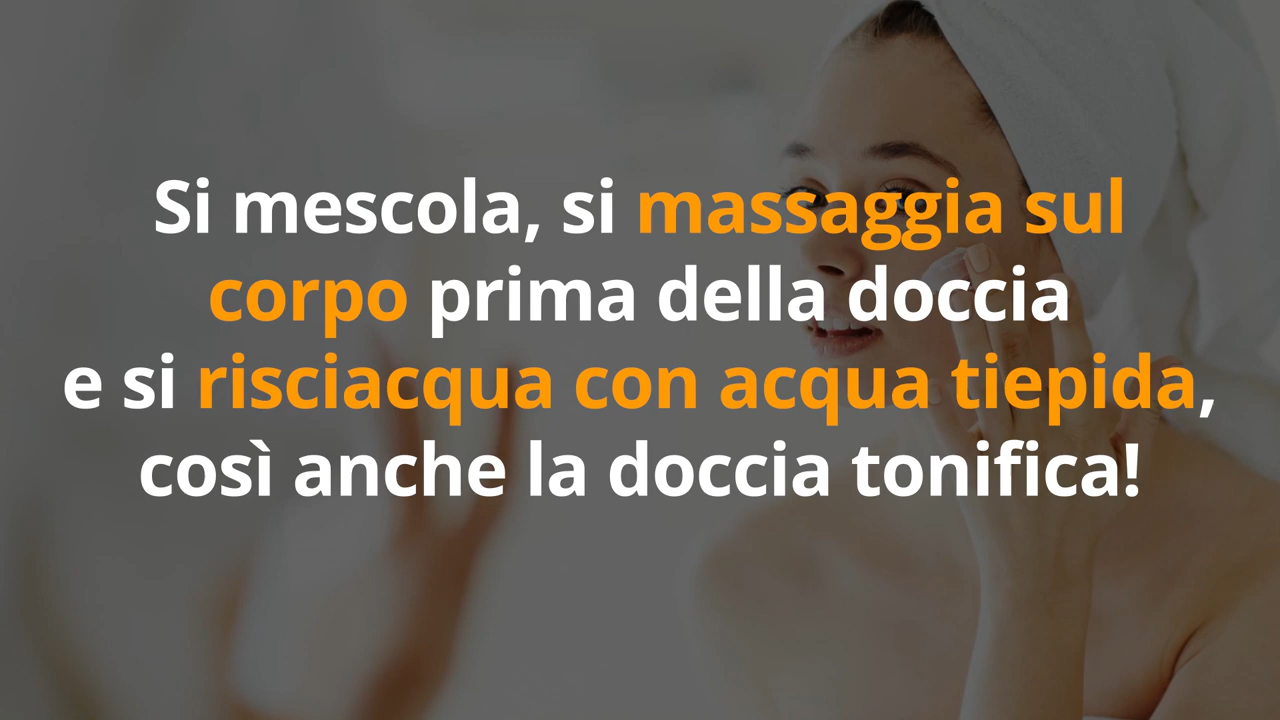 Si mescola, si massaggia sul
corpo prima della doccia
e si risciacqua con acqua tiepida,
così anche la doccia tonifica!